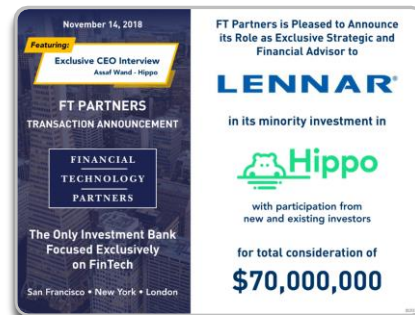 November 14, 2018
Featuring:
Exclusive CEO Interview
Assaf Wand - Hippo
FT PARTNERS
TRANSACTION ANNOUNCEMENT
FINANCIAL
TECHNOLOGY
PARTNERS
The Only Investment Bank
Focused Exclusively
on FinTech
San Francisco • New York • London
FT Partners is Pleased to Announce
its Role as Exclusive Strategic and
Financial Advisor to
LENNAR®
in its minority investment in
Hippo
with participation from
new and existing investors
for total consideration of
$70,000,000